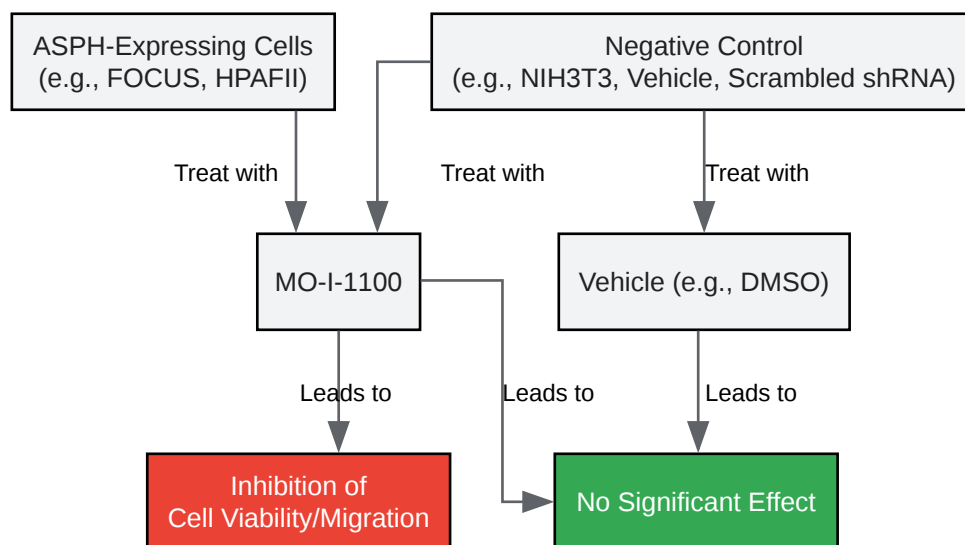 ASPH-Expressing Cells
(e.g., FOCUS, HPAFII)
Negative Control
(e.g., NIH3T3, Vehicle, Scrambled shRNA)
Treat with
Treat with
Treat with
MO-I-1100
Vehicle (e.g., DMSO)
Leads to
Leads to
Leads to
Inhibition of
Cell Viability/Migration
No Significant Effect